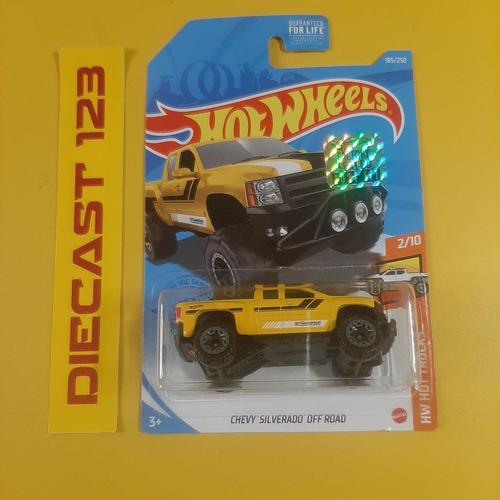 DIECAST 123
GUARANTEED
FOR LIFE
185/250
HOT WHEELS
2/10
HW HOT TRUCKS
CHEVY SILVERADO OFF ROAD
3+